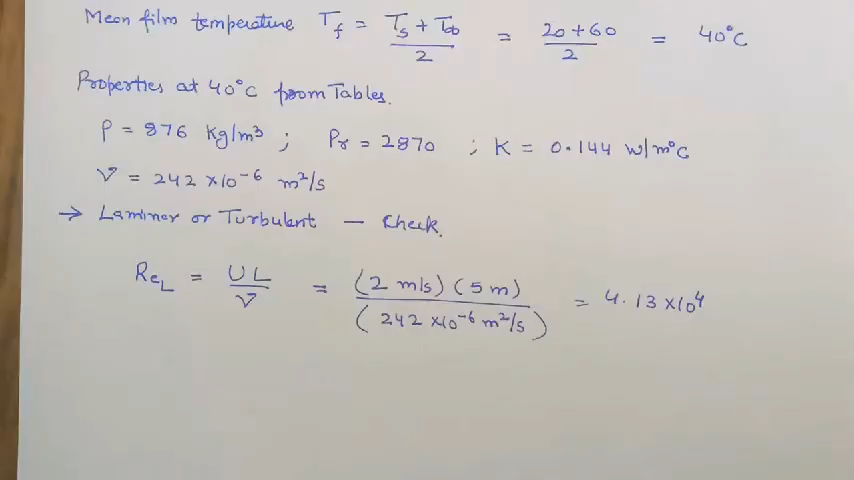 Mean film temperature T_f = (T_s + T_∞)/2 = (20+60)/2 = 40°C
Properties at 40°C from Tables.
ρ = 876 Kg/m³ ; Pr = 2870 ; K = 0.144 W/m°C
ν = 242 ×10⁻⁶ m²/s
→ Laminar or Turbulent — Check.
Re_L = UL/ν = (2 m/s) (5 m)/(242 ×10⁻⁶ m²/s) = 4.13 ×10⁴